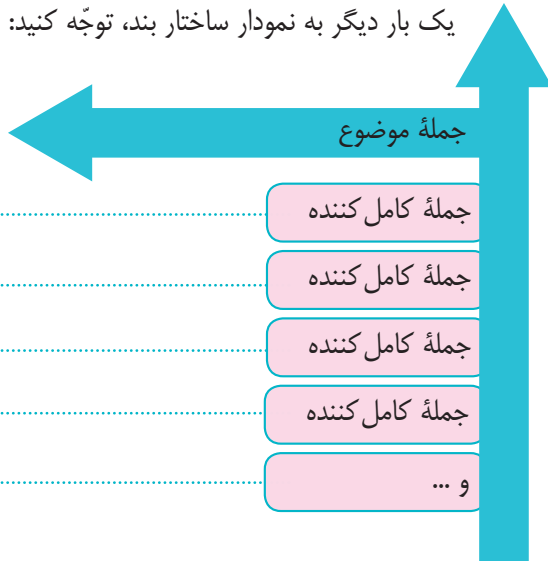 یک بار دیگر به نمودار ساختار بند، توجّه کنید:
جملهٔ موضوع
جملهٔ کامل‌کننده
جملهٔ کامل‌کننده
جملهٔ کامل‌کننده
جملهٔ کامل‌کننده
و ...